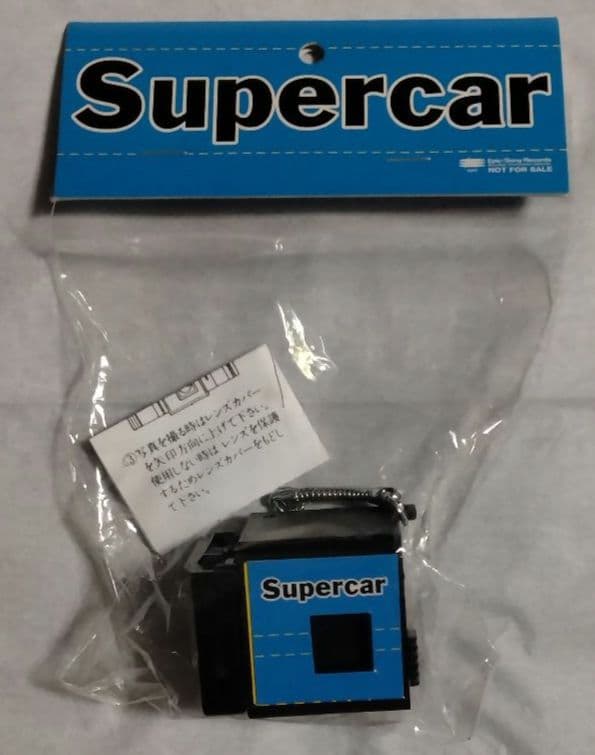 Supercar
Epic/Sony Records
NOT FOR SALE
③写真を撮る時はレンズカバー
を矢印方向に上げて下さい。
使用しない時はレンズを保護
するためレンズカバーをもどし
て下さい。
Supercar